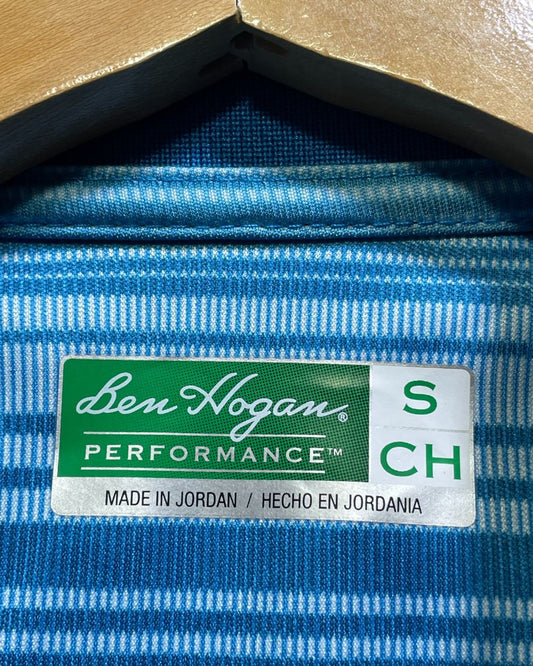 Ben Hogan®
PERFORMANCE™
S
CH
MADE IN JORDAN / HECHO EN JORDANIA